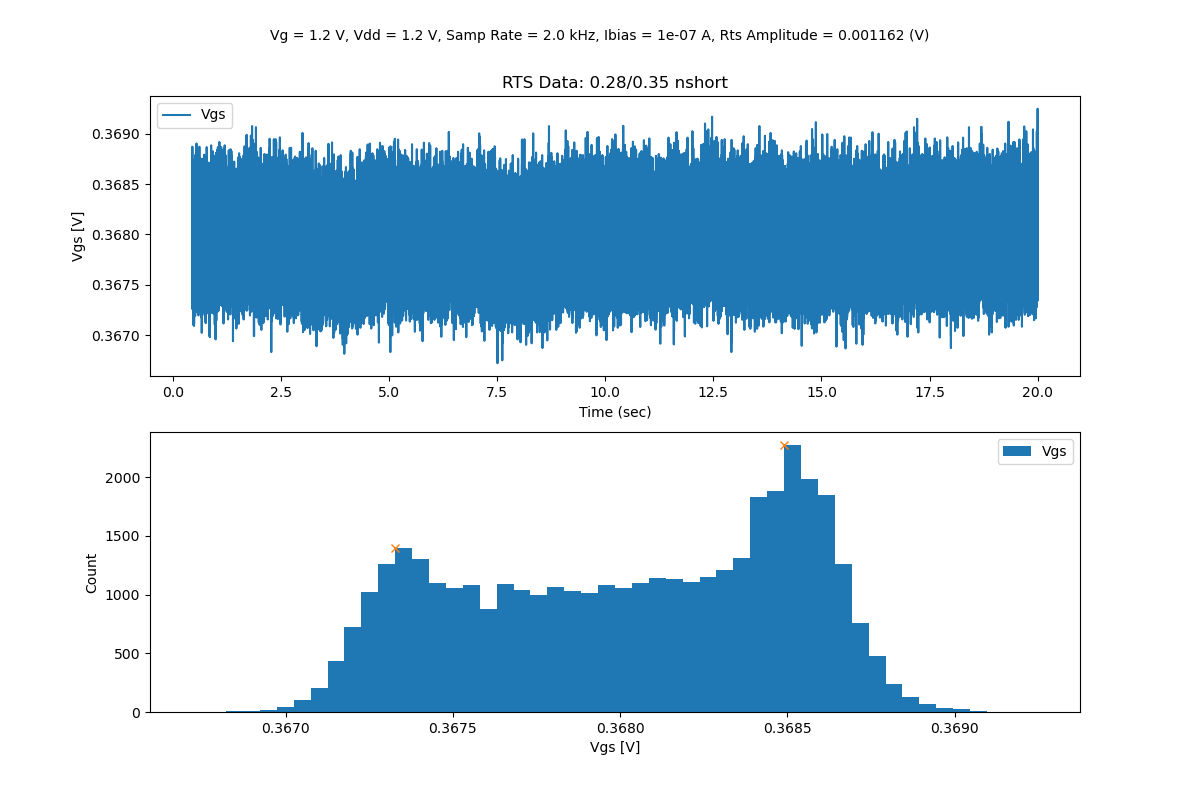 Vg = 1.2 V, Vdd = 1.2 V, Samp Rate = 2.0 kHz, Ibias = 1e-07 A, Rts Amplitude = 0.001162 (V)
RTS Data: 0.28/0.35 nshort
Vgs
0.3690
0.3685
0.3680
0.3675
0.3670
Vgs [V]
0.0 2.5 5.0 7.5 10.0 12.5 15.0 17.5 20.0
Time (sec)
Vgs
2000
1500
1000
500
0
Count
0.3670 0.3675 0.3680 0.3685 0.3690
Vgs [V]